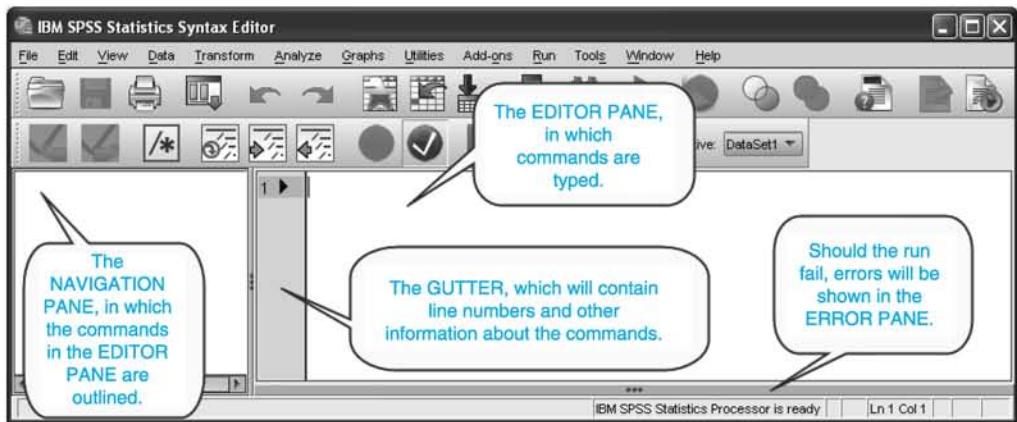 IBM SPSS Statistics Syntax Editor
File Edit View Data Transform Analyze Graphs Utilities Add-ons Run Tools Window Help
/*
The EDITOR PANE,
in which
commands are
typed.
ive: DataSet1
1
The
NAVIGATION
PANE, in which
the commands
in the EDITOR
PANE are
outlined.
The GUTTER, which will contain
line numbers and other
information about the commands.
Should the run
fail, errors will be
shown in the
ERROR PANE.
IBM SPSS Statistics Processor is ready
Ln 1 Col 1